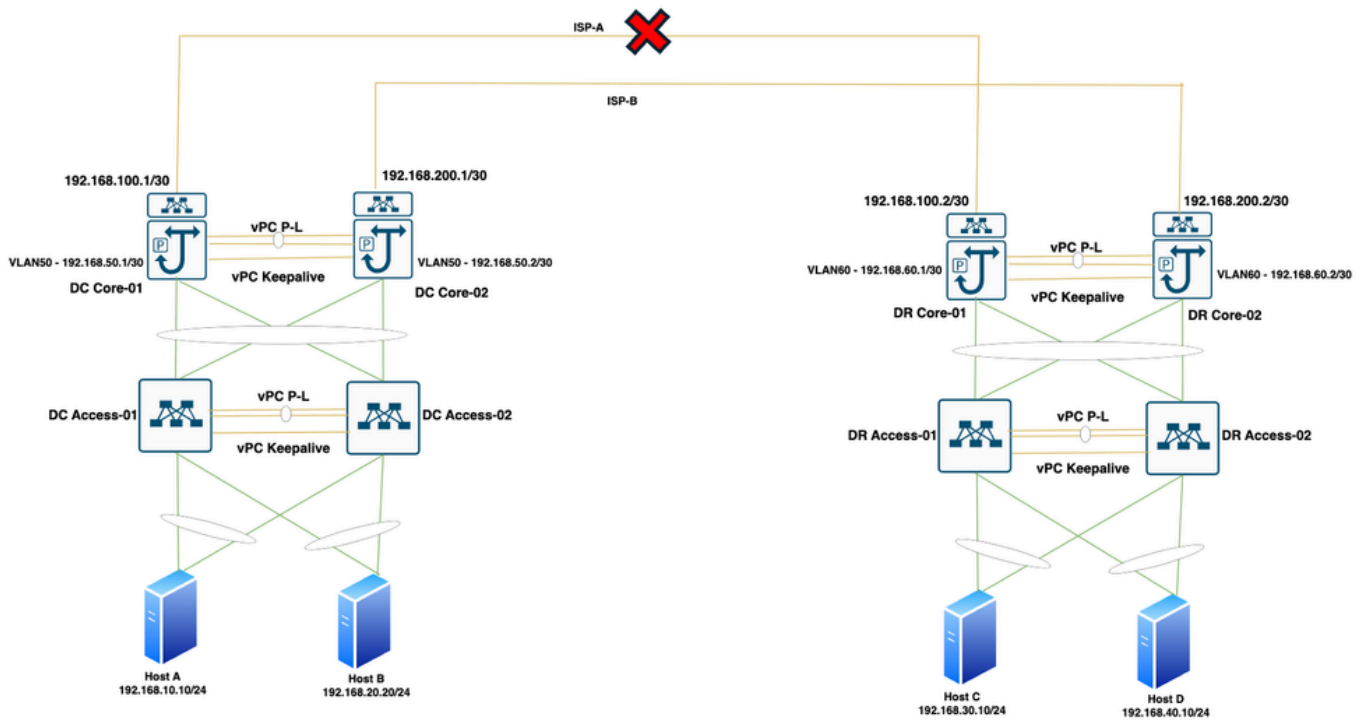 ISP-A
ISP-B
192.168.100.1/30
192.168.200.1/30
192.168.100.2/30
192.168.200.2/30
vPC P-L
vPC P-L
P
P
P
P
VLAN50 - 192.168.50.1/30
VLAN50 - 192.168.50.2/30
VLAN60 - 192.168.60.1/30
VLAN60 - 192.168.60.2/30
vPC Keepalive
vPC Keepalive
DC Core-01
DC Core-02
DR Core-01
DR Core-02
vPC P-L
vPC P-L
DC Access-01
DC Access-02
DR Access-01
DR Access-02
vPC Keepalive
vPC Keepalive
Host A
192.168.10.10/24
Host B
192.168.20.20/24
Host C
192.168.30.10/24
Host D
192.168.40.10/24